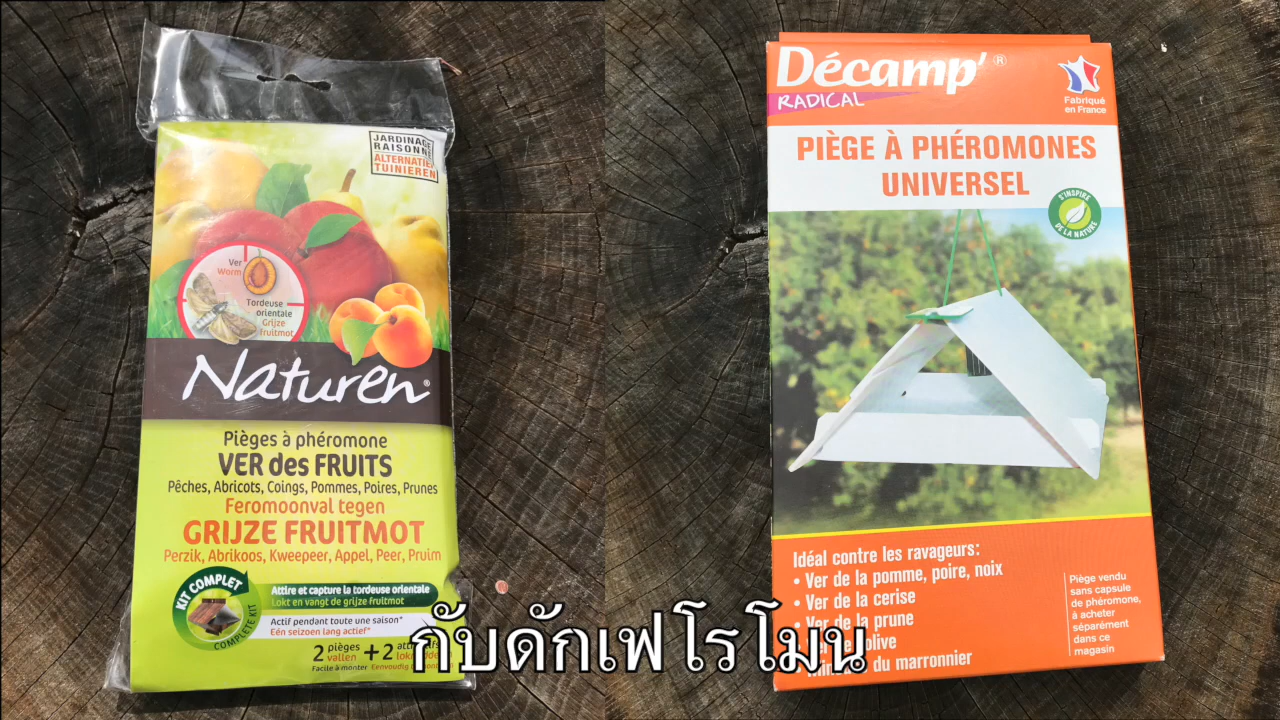 JARDINAGE
RAISONNÉ
ALTERNATIEF
TUINIEREN
Ver
Worm
Tordeuse
orientale
Grijze
fruitmot
Naturen®
Pièges à phéromone
VER des FRUITS
Pêches, Abricots, Coings, Pommes, Poires, Prunes
Feromoonval tegen
GRIJZE FRUITMOT
Perzik, Abrikoos, Kweepeer, Appel, Peer, Pruim
KIT COMPLET
COMPLETE KIT
Attire et capture la tordeuse orientale
Lokt en vangt de grijze fruitmot
Actif pendant toute une saison*
Eén seizoen lang actief*
2 pièges + 2
vallen
Facile à monter Eenvoudig
Décamp'®
RADICAL
Fabriqué
en France
PIÈGE À PHÉROMONES
UNIVERSEL
S'INSPIRE
DE LA NATURE
Idéal contre les ravageurs:
• Ver de la pomme, poire, noix
• Ver de la cerise
Ver de la prune
olive
du marronnier
Piège vendu
sans capsule
de phéromone,
à acheter
séparément
dans ce
magasin
กับดักเฟโรโมน